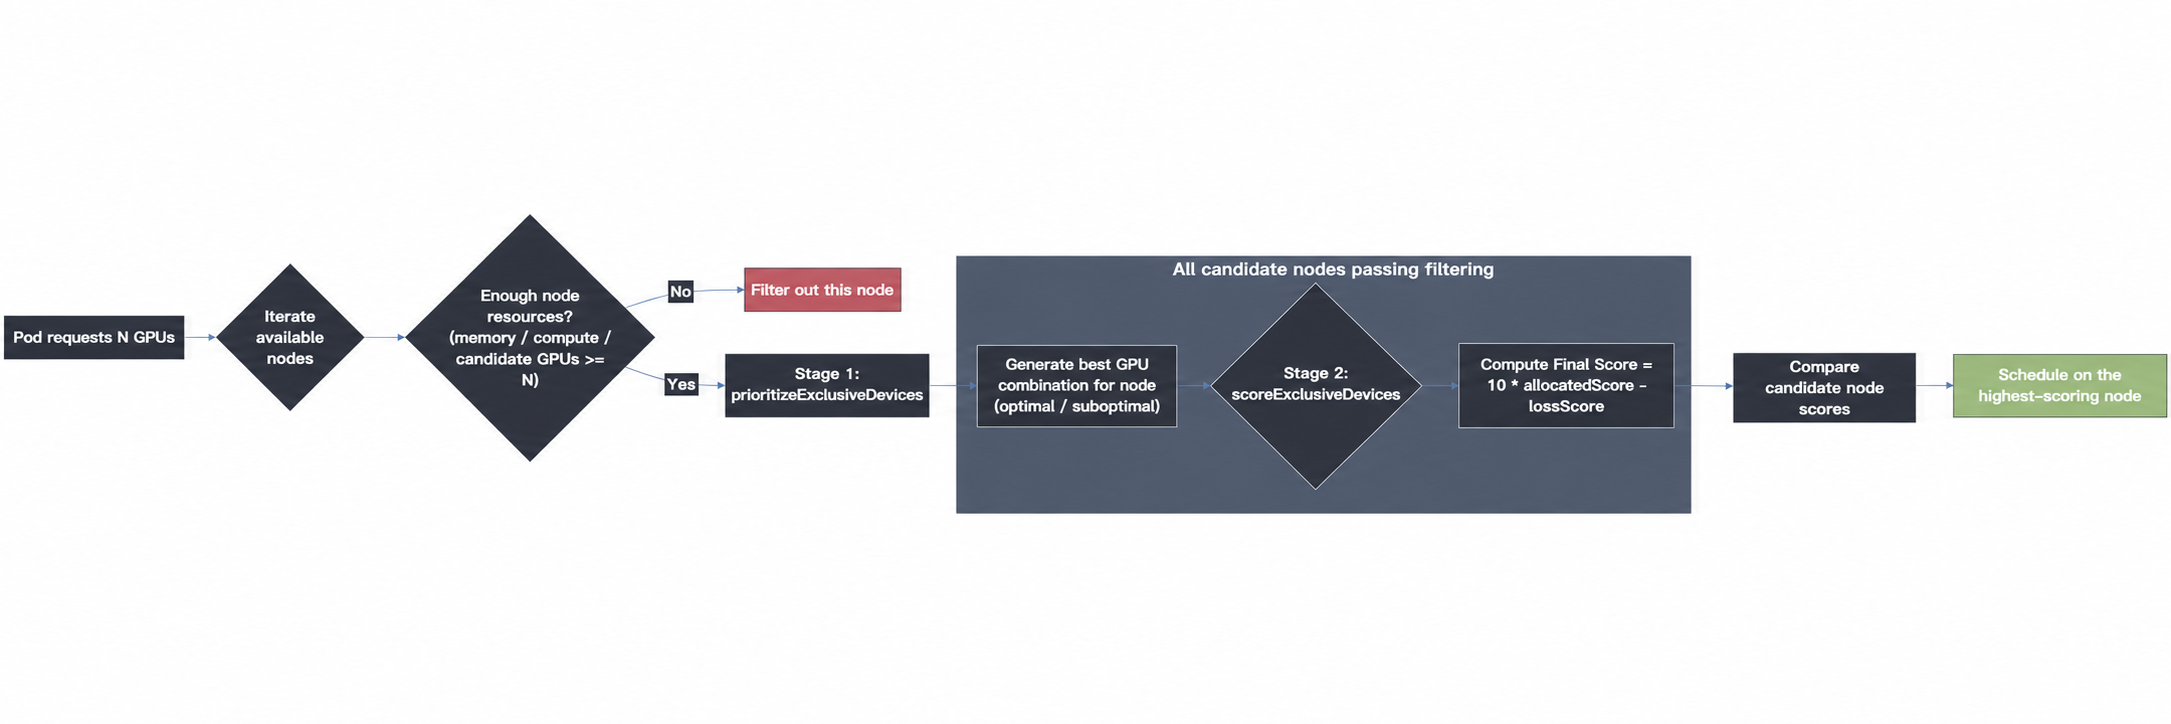 Pod requests N GPUs
Iterate
available
nodes
Enough node
resources?
(memory / compute /
candidate GPUs >=
N)
No
Filter out this node
Yes
Stage 1:
prioritizeExclusiveDevices
All candidate nodes passing filtering
Generate best GPU
combination for node
(optimal / suboptimal)
Stage 2:
scoreExclusiveDevices
Compute Final Score =
10 * allocatedScore -
lossScore
Compare
candidate node
scores
Schedule on the
highest-scoring node